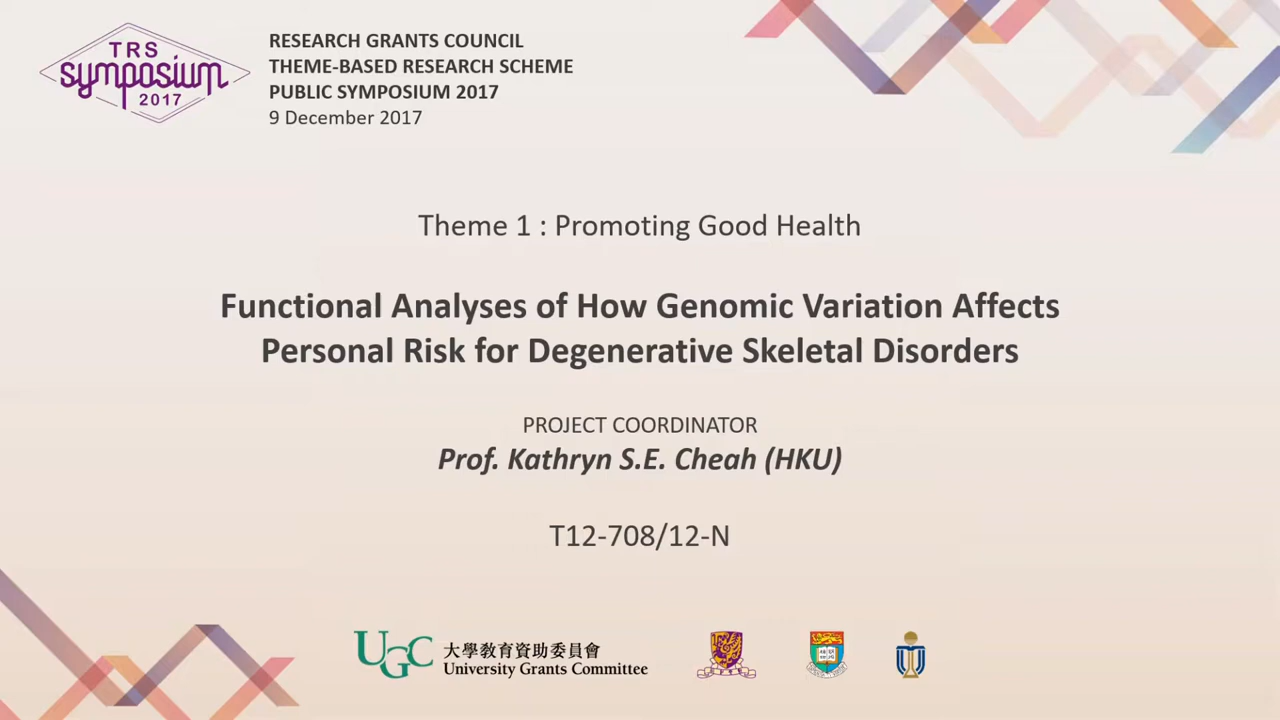 TRS
symposium
2017
RESEARCH GRANTS COUNCIL
THEME-BASED RESEARCH SCHEME
PUBLIC SYMPOSIUM 2017
9 December 2017
Theme 1 : Promoting Good Health
Functional Analyses of How Genomic Variation Affects
Personal Risk for Degenerative Skeletal Disorders
PROJECT COORDINATOR
Prof. Kathryn S.E. Cheah (HKU)
T12-708/12-N
UGC
大學教育資助委員會
University Grants Committee